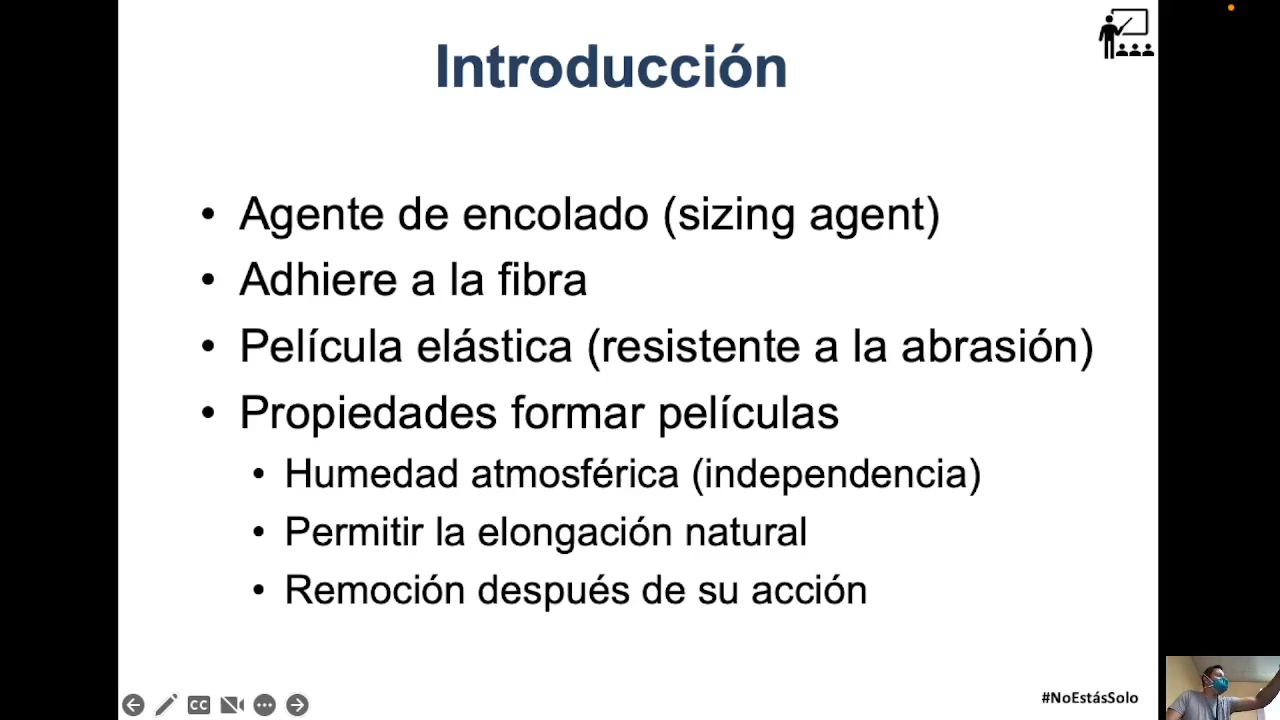 Introducción
• Agente de encolado (sizing agent)
• Adhiere a la fibra
• Película elástica (resistente a la abrasión)
• Propiedades formar películas
• Humedad atmosférica (independencia)
• Permitir la elongación natural
• Remoción después de su acción
CC
#NoEstásSolo